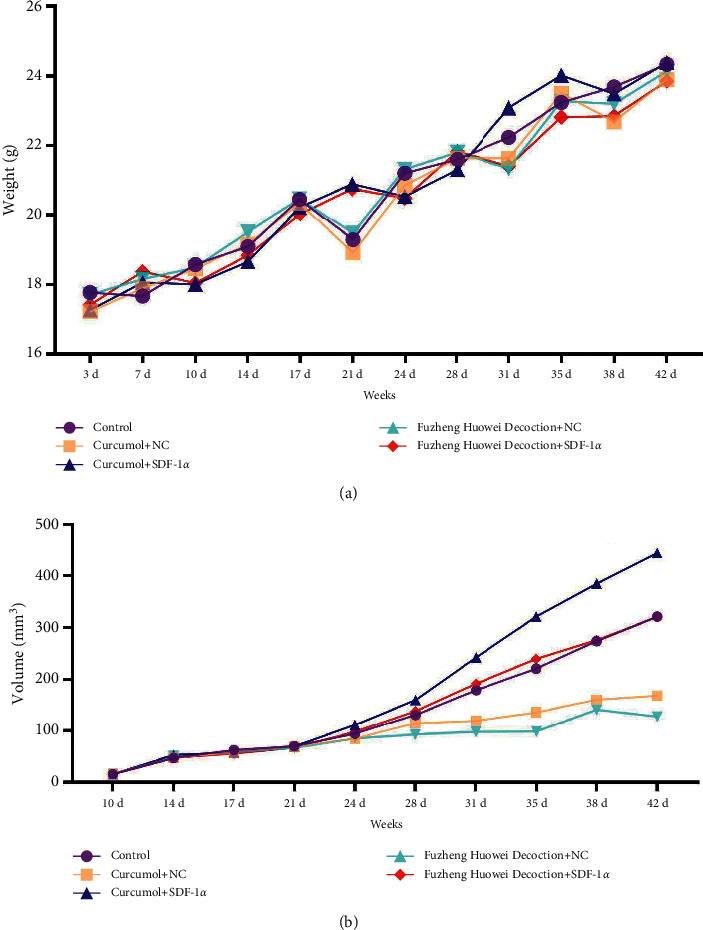 26
24
22
20
18
16
Weight (g)
3 d 7 d 10 d 14 d 17 d 21 d 24 d 28 d 31 d 35 d 38 d 42 d
Weeks
Control
Curcumol+NC
Curcumol+SDF-1α
Fuzheng Huowei Decoction+NC
Fuzheng Huowei Decoction+SDF-1α
(a)
500
400
300
200
100
0
Volume (mm³)
10 d 14 d 17 d 21 d 24 d 28 d 31 d 35 d 38 d 42 d
Weeks
Control
Curcumol+NC
Curcumol+SDF-1α
Fuzheng Huowei Decoction+NC
Fuzheng Huowei Decoction+SDF-1α
(b)